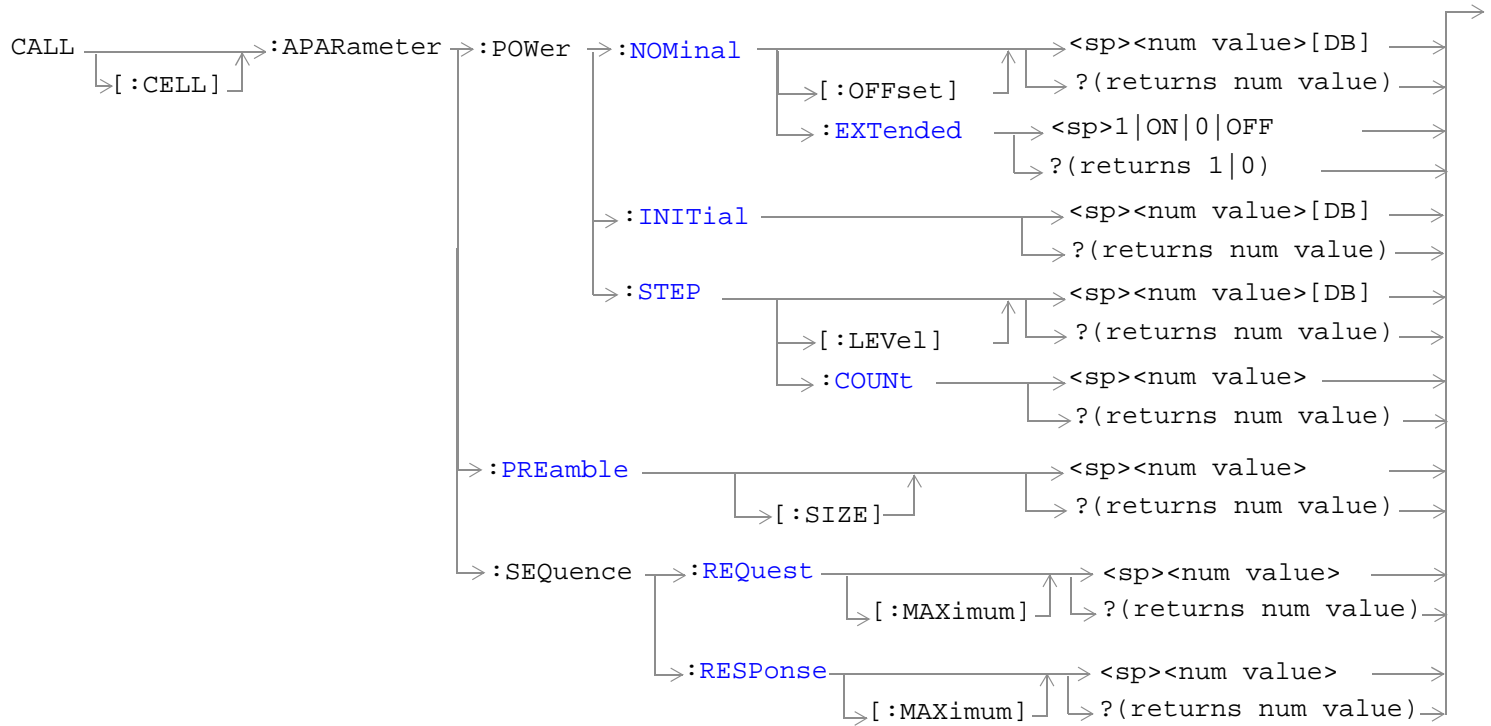 CALL :APARameter :POWer :NOMinal <sp><num value>[DB]
[:CELL] [:OFFset] ?(returns num value)
:EXTended <sp>1|ON|0|OFF
?(returns 1|0)
:INITial <sp><num value>[DB]
?(returns num value)
:STEP <sp><num value>[DB]
[:LEVel] ?(returns num value)
:COUNt <sp><num value>
?(returns num value)
:PREamble <sp><num value>
[:SIZE] ?(returns num value)
:SEQuence :REQuest <sp><num value>
[:MAXimum] ?(returns num value)
:RESPonse <sp><num value>
[:MAXimum] ?(returns num value)